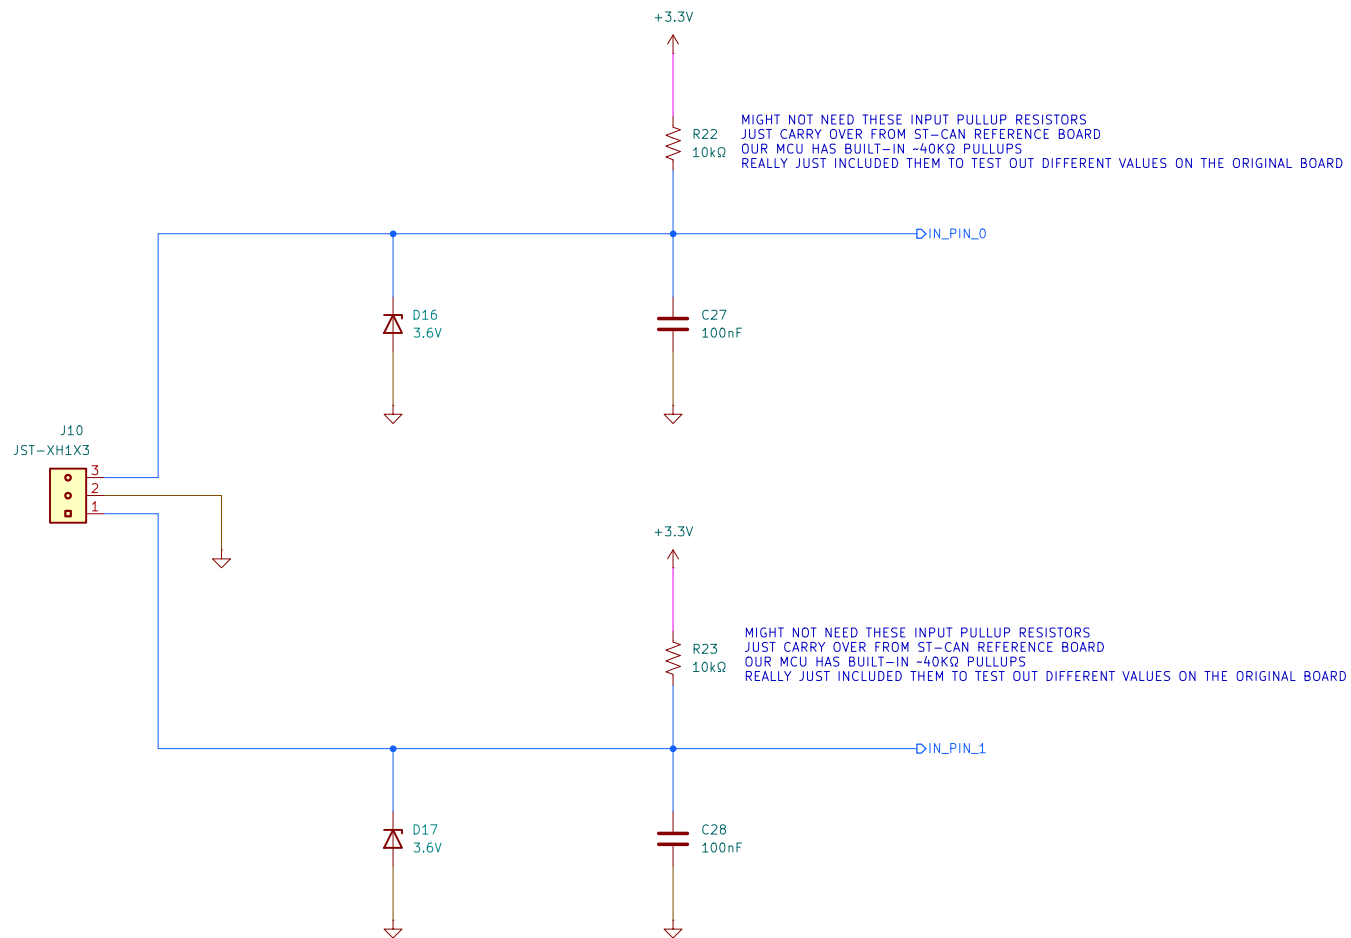 +3.3V
MIGHT NOT NEED THESE INPUT PULLUP RESISTORS
JUST CARRY OVER FROM ST-CAN REFERENCE BOARD
OUR MCU HAS BUILT-IN ~40KΩ PULLUPS
REALLY JUST INCLUDED THEM TO TEST OUT DIFFERENT VALUES ON THE ORIGINAL BOARD
R22
10kΩ
IN_PIN_0
D16
3.6V
C27
100nF
J10
JST-XH1X3
3
2
1
+3.3V
MIGHT NOT NEED THESE INPUT PULLUP RESISTORS
JUST CARRY OVER FROM ST-CAN REFERENCE BOARD
OUR MCU HAS BUILT-IN ~40KΩ PULLUPS
REALLY JUST INCLUDED THEM TO TEST OUT DIFFERENT VALUES ON THE ORIGINAL BOARD
R23
10kΩ
IN_PIN_1
D17
3.6V
C28
100nF